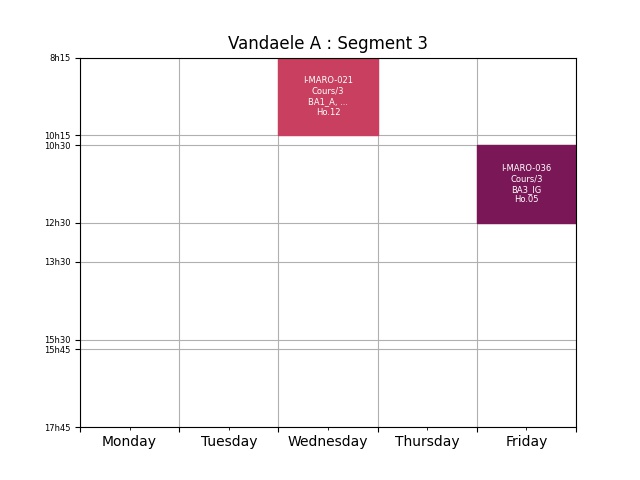 Vandaele A : Segment 3
8h15
I-MARO-021
Cours/3
BA1_A, ...
Ho.12
10h15
10h30
I-MARO-036
Cours/3
BA3_IG
Ho.05
12h30
13h30
15h30
15h45
17h45
Monday Tuesday Wednesday Thursday Friday